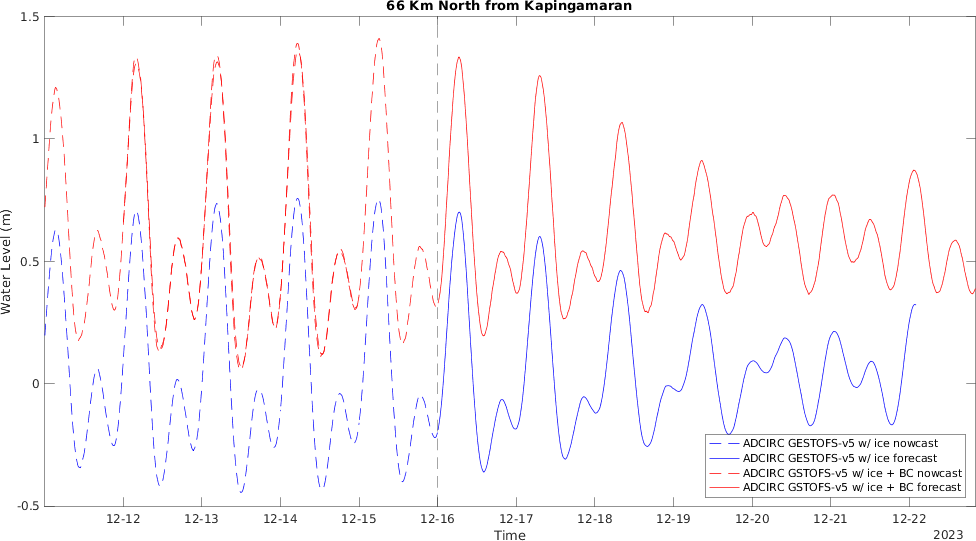 66 Km North from Kapingamaran
Water Level (m)
1.5
1
0.5
0
-0.5
12-12
12-13
12-14
12-15
12-16
12-17
12-18
12-19
12-20
12-21
12-22
Time
2023
ADCIRC GESTOFS-v5 w/ ice nowcast
ADCIRC GESTOFS-v5 w/ ice forecast
ADCIRC GSTOFS-v5 w/ ice + BC nowcast
ADCIRC GSTOFS-v5 w/ ice + BC forecast